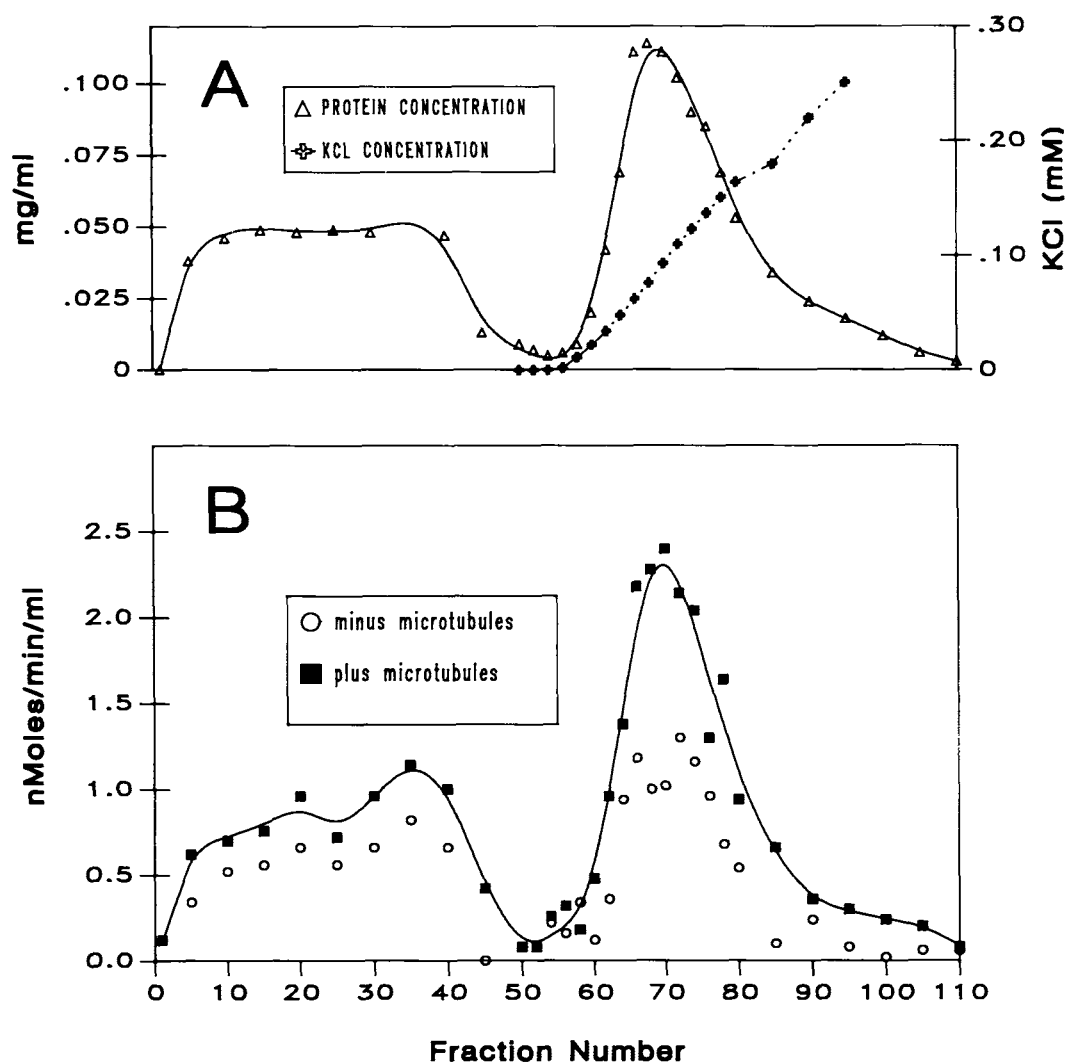 A
PROTEIN CONCENTRATION
KCL CONCENTRATION
mg/ml
.100
.075
.050
.025
0
0.30
.20
.10
0
KCl (mM)
B
minus microtubules
plus microtubules
nMoles/min/ml
2.5
2.0
1.5
1.0
0.5
0.0
0 10 20 30 40 50 60 70 80 90 100 110
Fraction Number